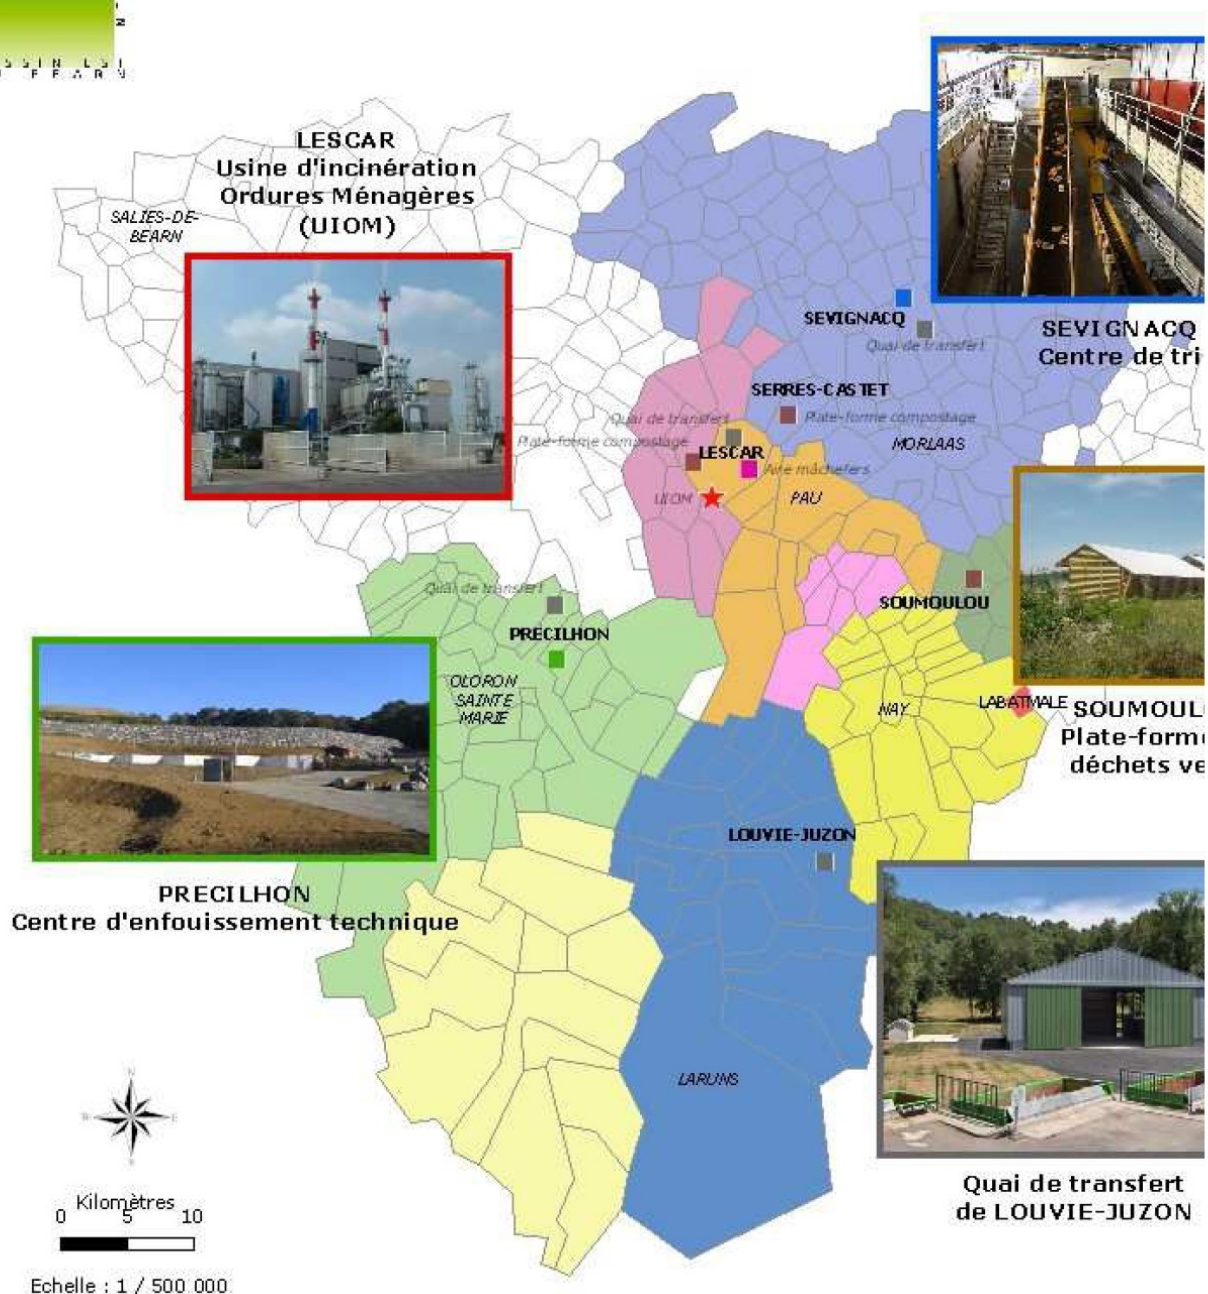 LESCAR
Usine d'incinération
Ordures Ménagères
(UIOM)
SALIES-DE-
BEARN
SEVIGNACQ
Quai de transfert
SEVIGNACQ
Centre de tri
SERRES-CASTET
Plate-forme compostage
MORLAAS
Quai de transfert
Plate-forme compostage
LESCAR
Aire mâchefers
UIOM
PAU
SOUMOULOU
Quai de transfert
PRECILHON
OLORON
SAINTE
MARIE
NAY
LABATMALE
SOUMOUL
Plate-form
déchets ve
LOUVIE-JUZON
PRECILHON
Centre d'enfouissement technique
LARUNS
Quai de transfert
de LOUVIE-JUZON
N
Kilomètres
0 5 10
Echelle : 1 / 500 000